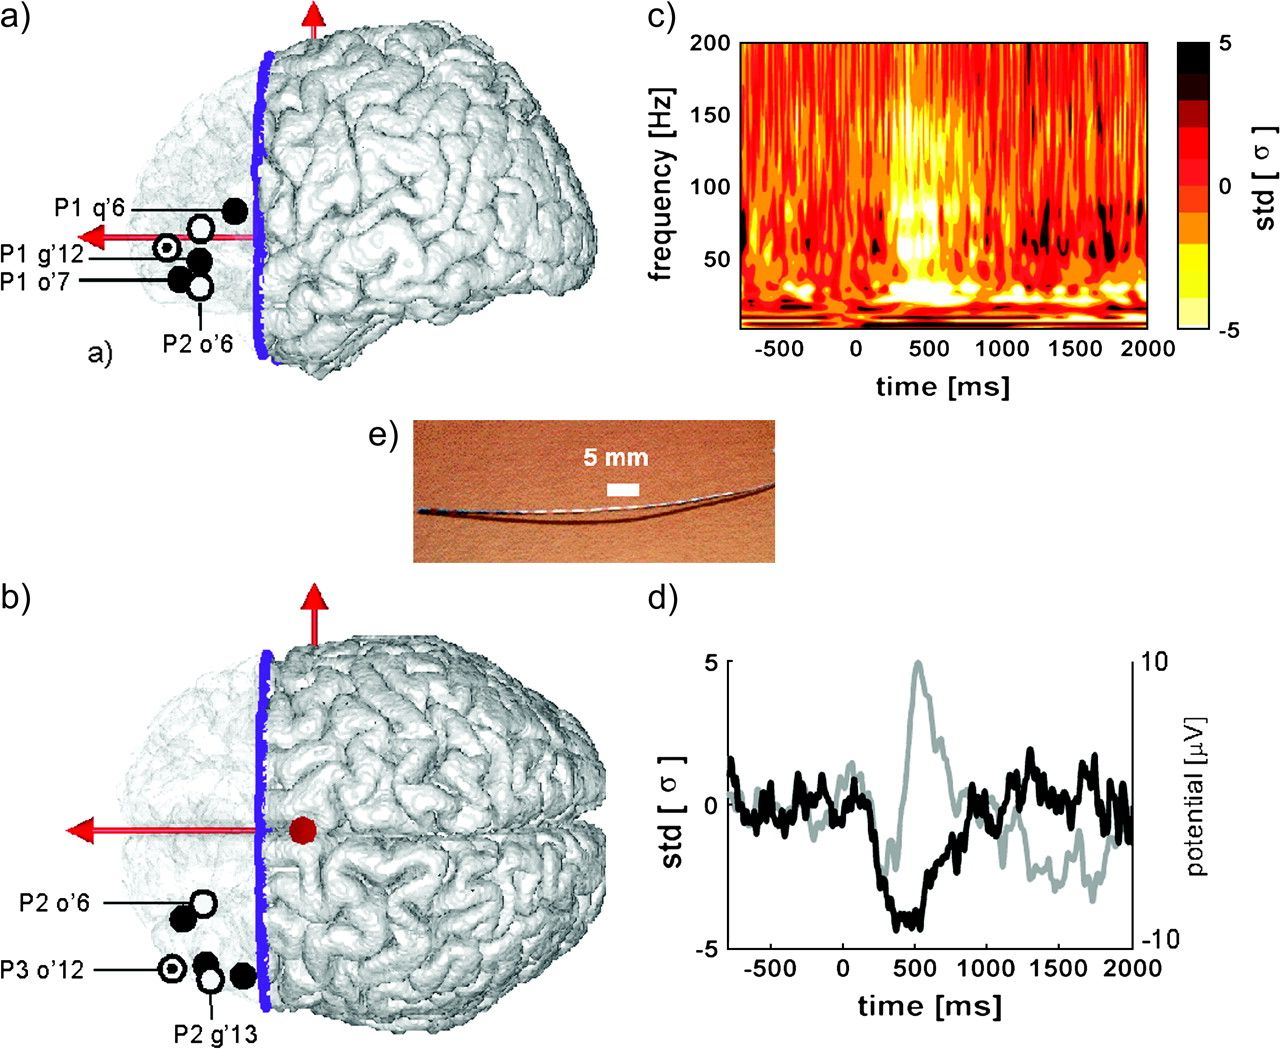 a)
P1 q'6
P1 g'12
P1 o'7
P2 o'6
a)
c)
200
150
100
50
frequency [Hz]
-500 0 500 1000 1500 2000
time [ms]
5
0
-5
std [ σ ]
e)
5 mm
b)
P2 o'6
P3 o'12
P2 g'13
d)
5
0
-5
std [ σ ]
10
-10
potential [µV]
-500 0 500 1000 1500 2000
time [ms]